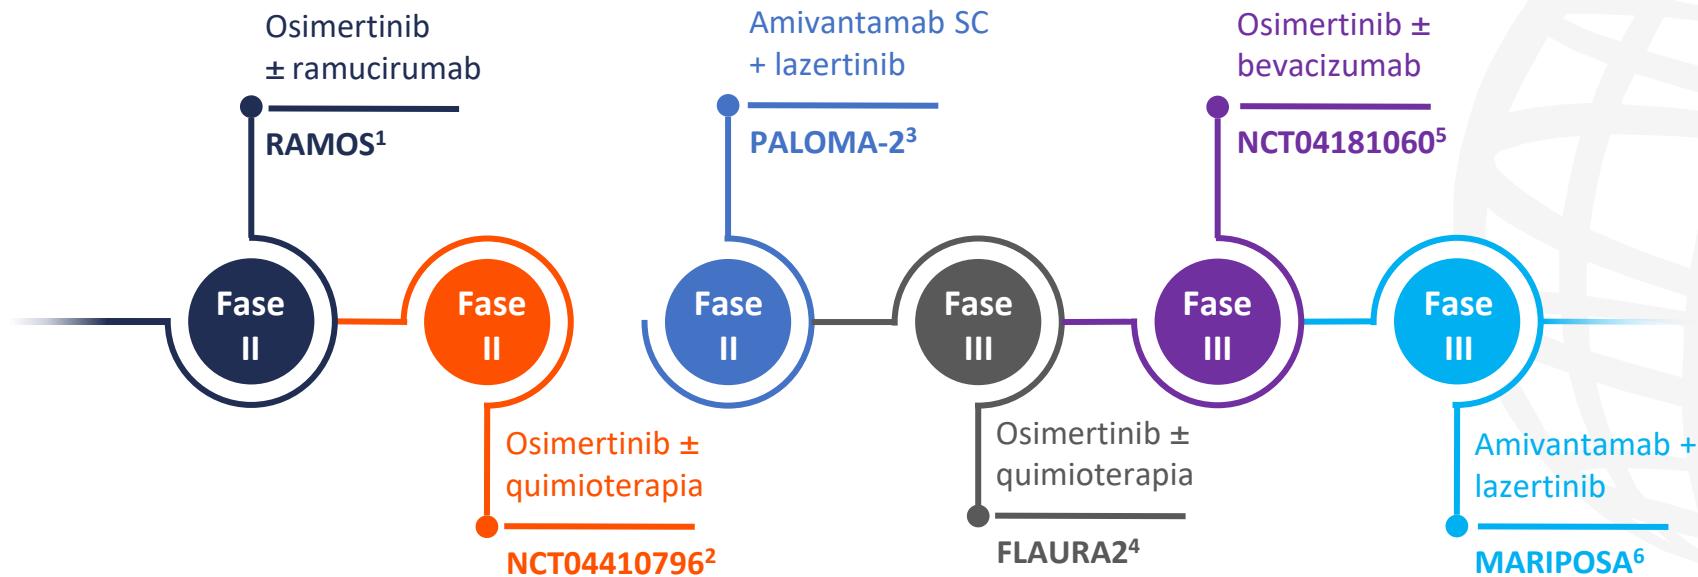 Osimertinib
± ramucirumab
RAMOS¹
Fase
II
Fase
II
Osimertinib ±
quimioterapia
NCT04410796²
Amivantamab SC
+ lazertinib
PALOMA-2³
Fase
II
Fase
III
Osimertinib ±
quimioterapia
FLAURA2⁴
Osimertinib ±
bevacizumab
NCT04181060⁵
Fase
III
Fase
III
Amivantamab +
lazertinib
MARIPOSA⁶